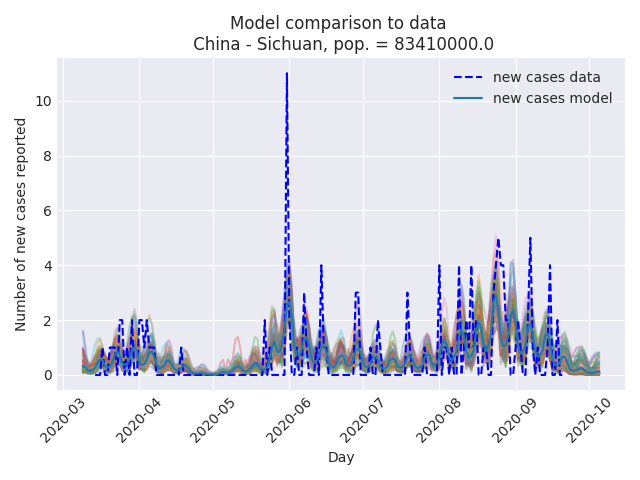 Model comparison to data
China - Sichuan, pop. = 83410000.0
new cases data
new cases model
Number of new cases reported
10
8
6
4
2
0
2020-03
2020-04
2020-05
2020-06
2020-07
2020-08
2020-09
2020-10
Day